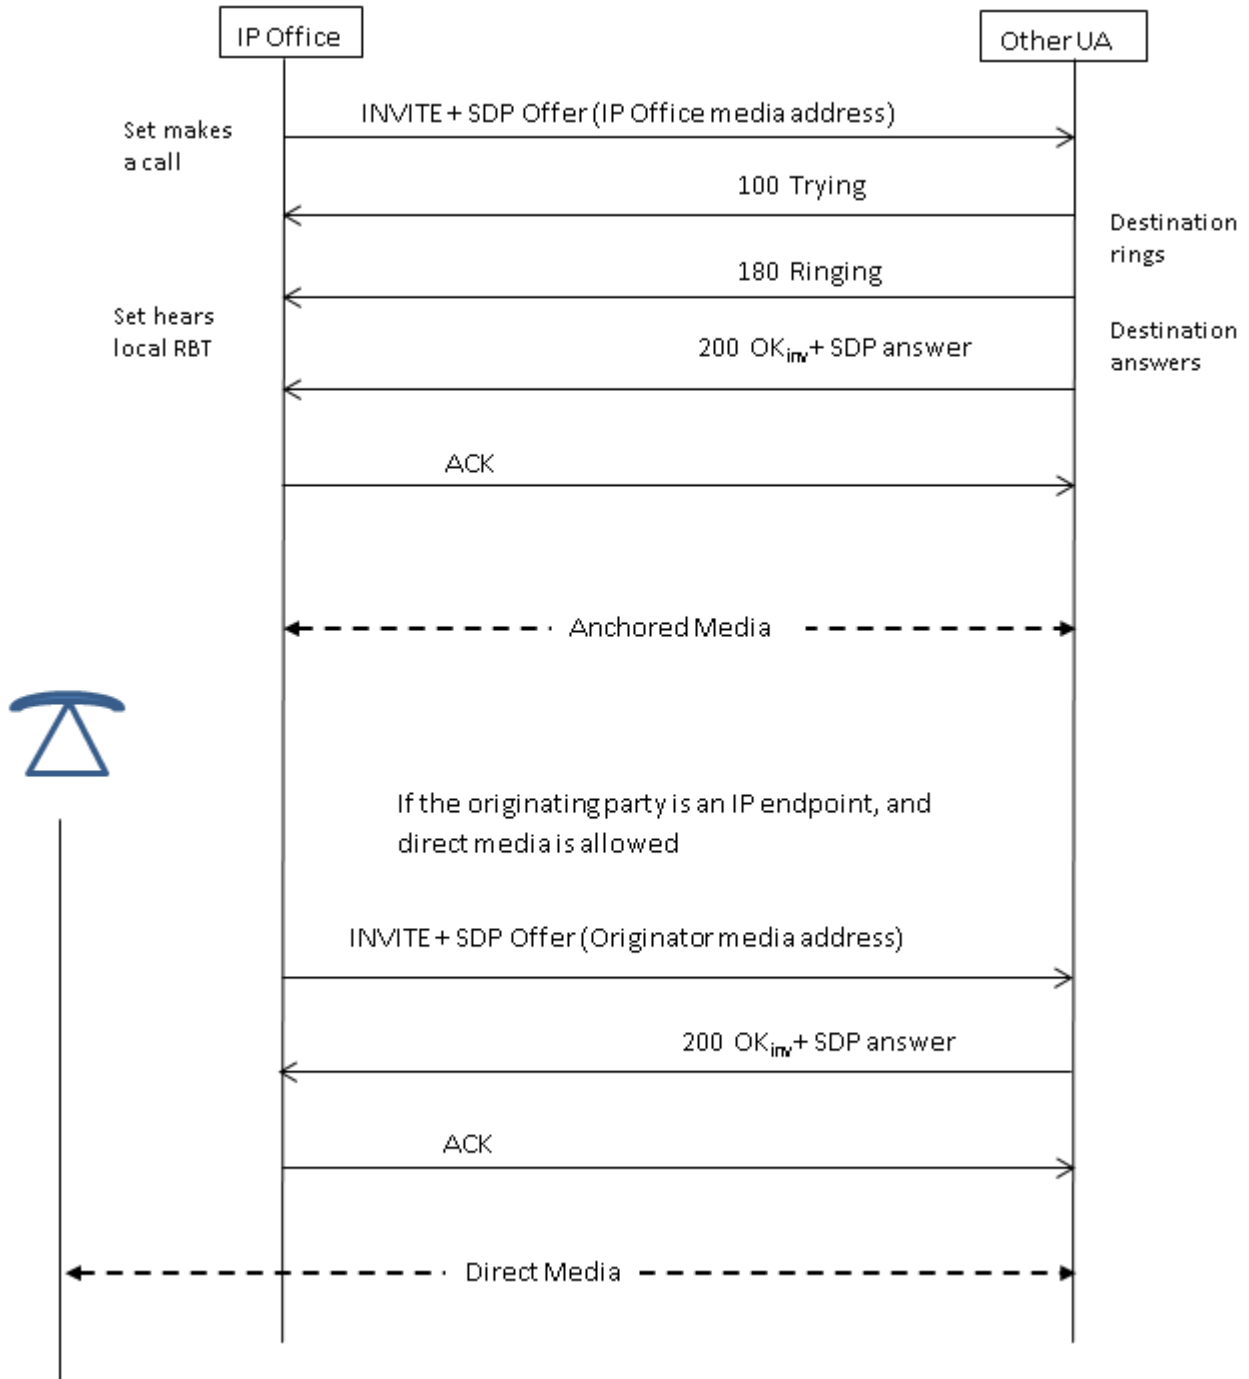 IP Office
Other UA
INVITE + SDP Offer (IP Office media address)
Set makes
a call
100 Trying
Destination
rings
180 Ringing
Set hears
local RBT
Destination
answers
200 OKinv + SDP answer
ACK
Anchored Media
If the originating party is an IP endpoint, and
direct media is allowed
INVITE + SDP Offer (Originator media address)
200 OKinv + SDP answer
ACK
Direct Media